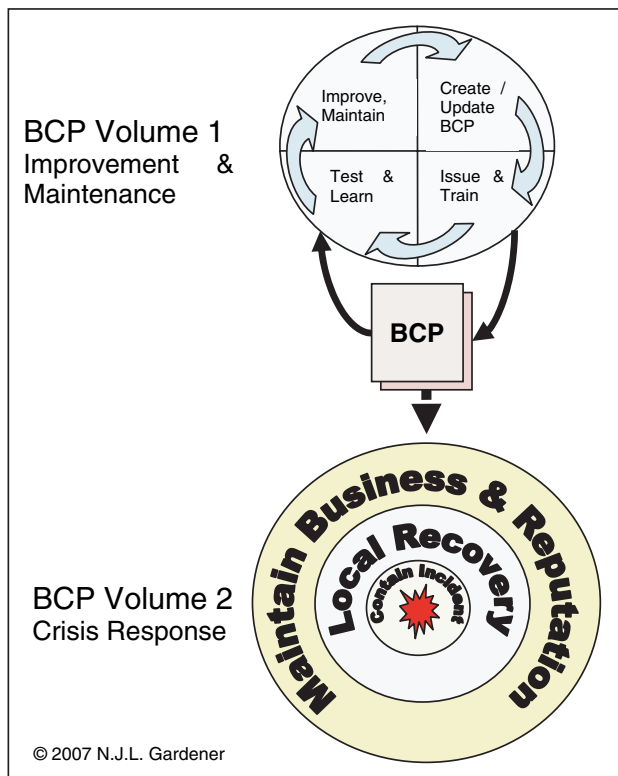 BCP Volume 1
Improvement &
Maintenance
Improve,
Maintain
Create /
Update
BCP
Test &
Learn
Issue &
Train
BCP
BCP Volume 2
Crisis Response
Maintain Business & Reputation
Local Recovery
Contain Incident
© 2007 N.J.L. Gardener